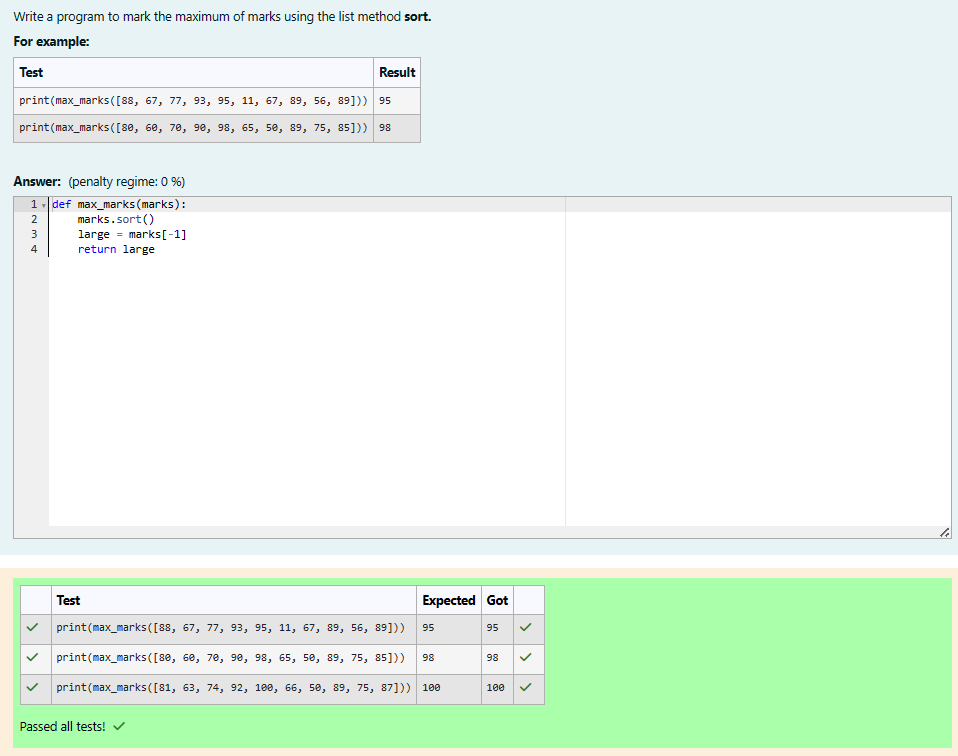 Write a program to mark the maximum of marks using the list method sort.
For example:
Test Result
print(max_marks([88, 67, 77, 93, 95, 11, 67, 89, 56, 89])) 95
print(max_marks([80, 60, 70, 90, 98, 65, 50, 89, 75, 85])) 98
Answer: (penalty regime: 0 %)
1 def max_marks(marks):
2     marks.sort()
3     large = marks[-1]
4     return large
Test Expected Got
print(max_marks([88, 67, 77, 93, 95, 11, 67, 89, 56, 89])) 95 95
print(max_marks([80, 60, 70, 90, 98, 65, 50, 89, 75, 85])) 98 98
print(max_marks([81, 63, 74, 92, 100, 66, 50, 89, 75, 87])) 100 100
Passed all tests!